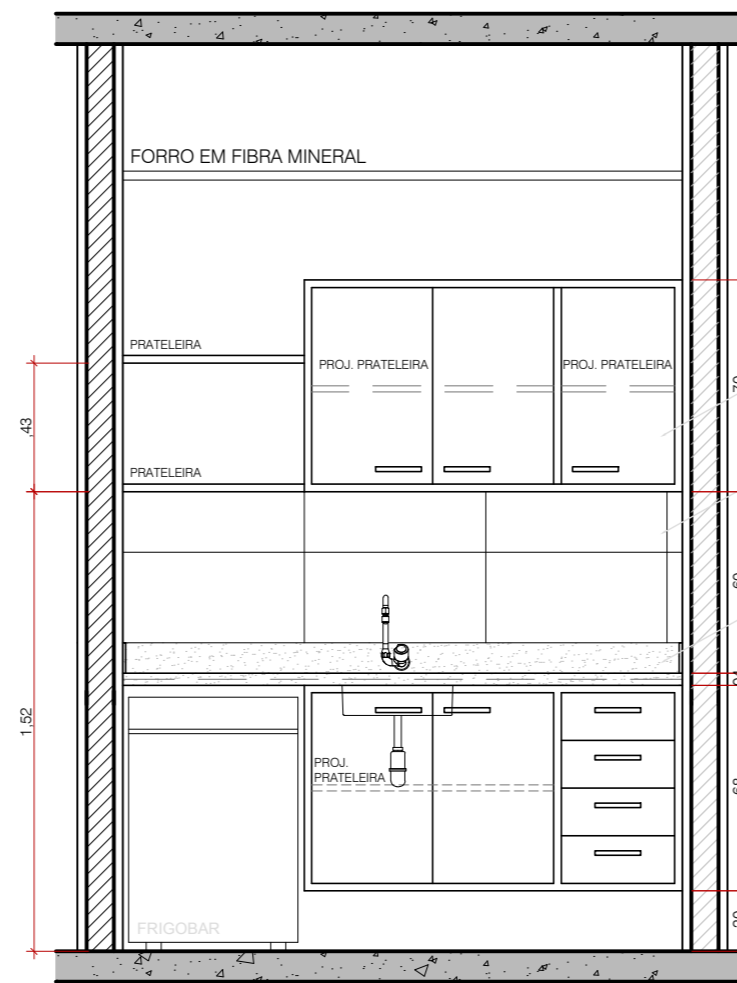 FORRO EM FIBRA MINERAL
PRATELEIRA
PROJ. PRATELEIRA
PROJ. PRATELEIRA
,43
PRATELEIRA
1,52
PROJ.
PRATELEIRA
FRIGOBAR